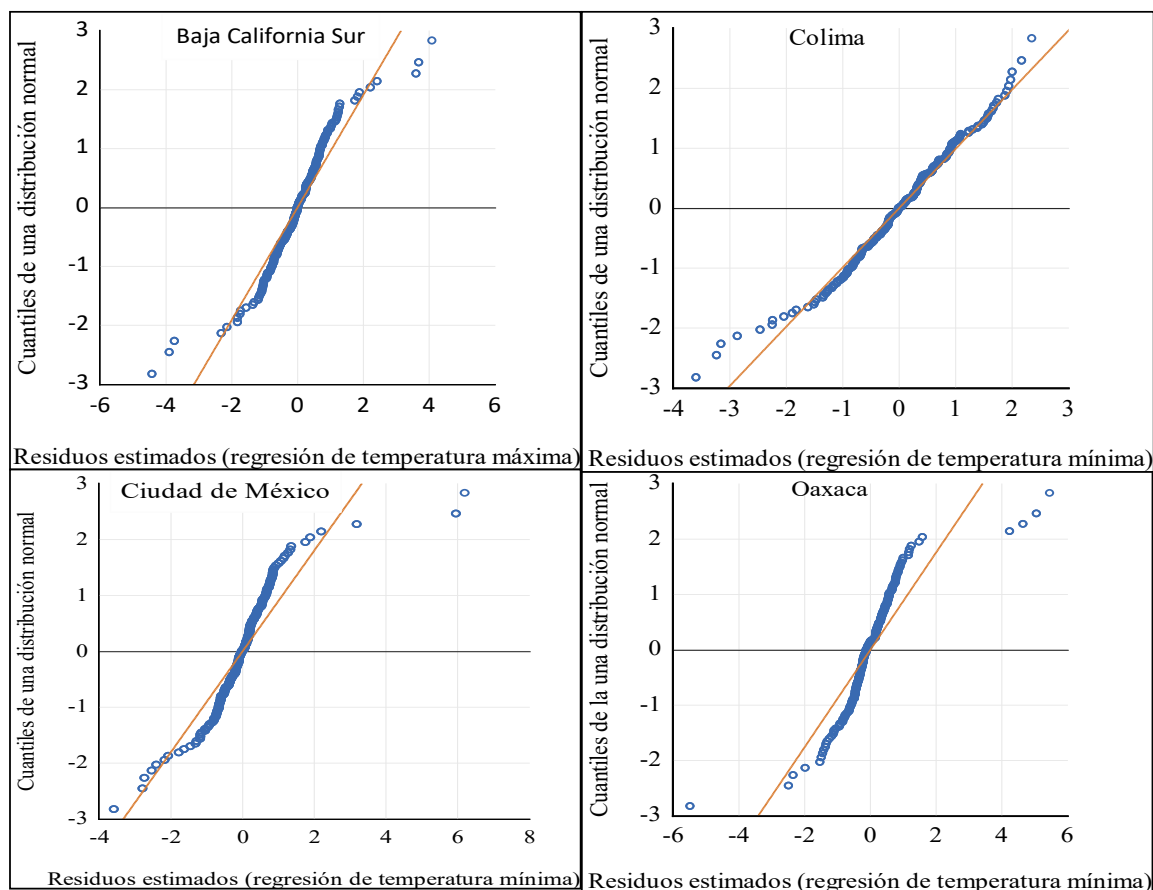 Baja California Sur
Cuantiles de una distribución normal
3
2
1
0
-1
-2
-3
-6 -4 -2 0 2 4 6
Residuos estimados (regresión de temperatura máxima)
Colima
Cuantiles de una distribución normal
3
2
1
0
-1
-2
-3
-4 -3 -2 -1 0 1 2 3
Residuos estimados (regresión de temperatura mínima)
Ciudad de México
Cuantiles de una distribución normal
3
2
1
0
-1
-2
-3
-4 -2 0 2 4 6 8
Residuos estimados (regresión de temperatura mínima)
Oaxaca
Cuantiles de la una distribución normal
3
2
1
0
-1
-2
-3
-6 -4 -2 0 2 4 6
Residuos estimados (regresión de temperatura mínima)